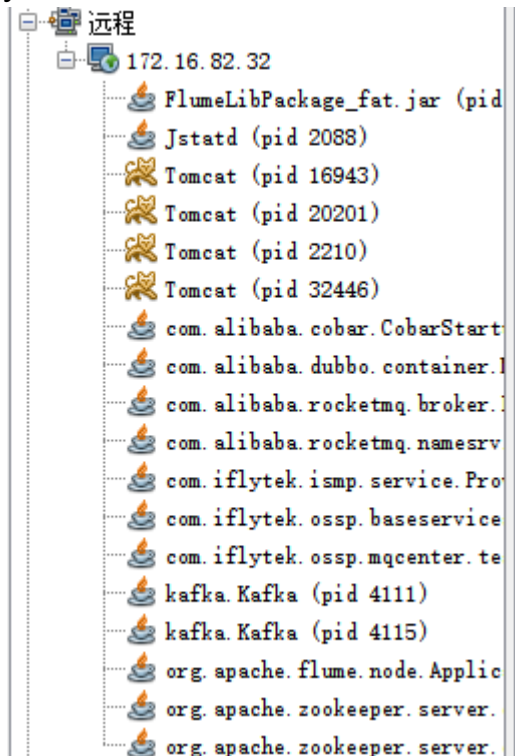 远程
172.16.82.32
FlumeLibPackage_fat.jar (pid
Jstatd (pid 2088)
Tomcat (pid 16943)
Tomcat (pid 20201)
Tomcat (pid 2210)
Tomcat (pid 32446)
com.alibaba.cobar.CobarStart
com.alibaba.dubbo.container.
com.alibaba.rocketmq.broker.
com.alibaba.rocketmq.namesrv
com.iflytek.ismp.service.Pro
com.iflytek.ossp.baseservice
com.iflytek.ossp.mqcenter.te
kafka.Kafka (pid 4111)
kafka.Kafka (pid 4115)
org.apache.flume.node.Applic
org.apache.zookeeper.server.
org.apache.zookeeper.server.